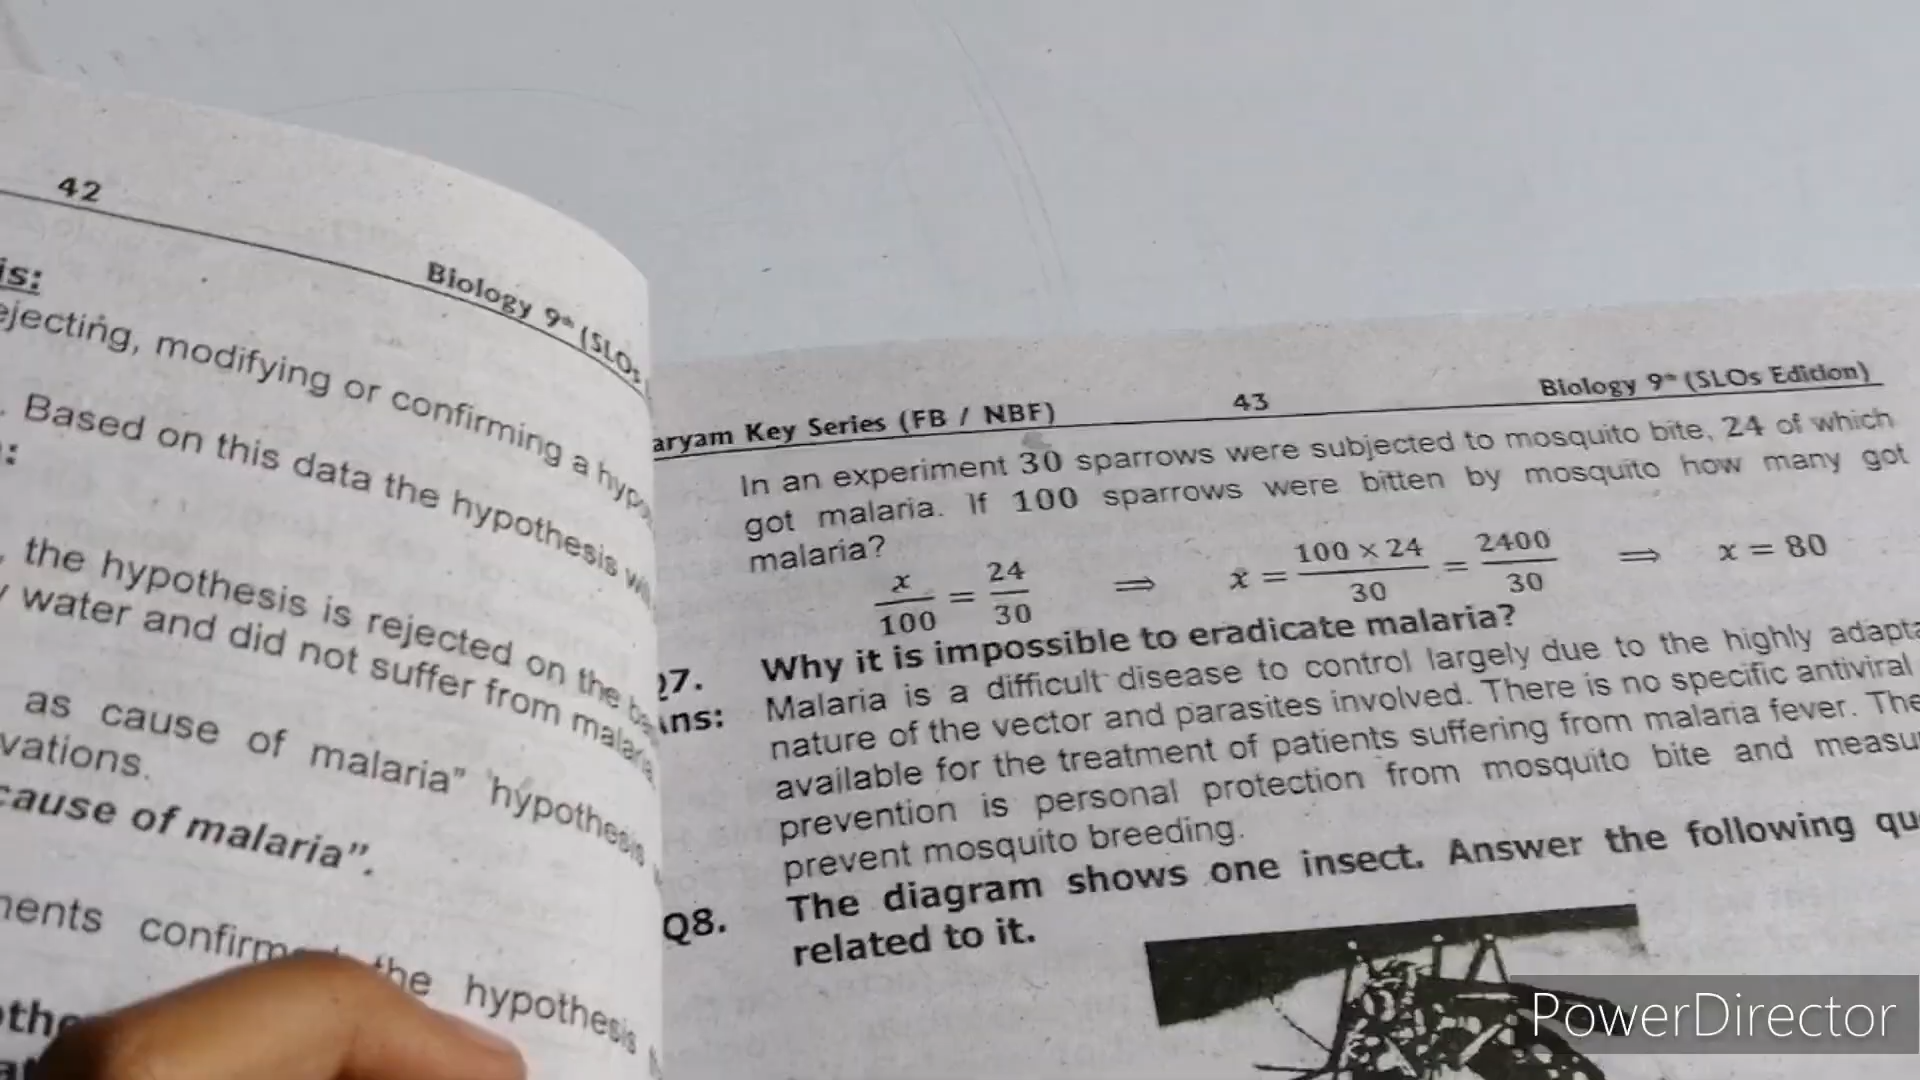 42
Biology 9th (SLOs
is:
ejecting, modifying or confirming a hypo
. Based on this data the hypothesis
:
, the hypothesis is rejected on the
water and did not suffer from malaria
as cause of malaria" hypothesis
vations.
cause of malaria".
ments confirmed the hypothesis
aryam Key Series (FB / NBF) 43 Biology 9th (SLOs Edition)
In an experiment 30 sparrows were subjected to mosquito bite, 24 of which
got malaria. If 100 sparrows were bitten by mosquito how many got
malaria?
x/100 = 24/30 ⟹ x = 100 × 24/30 = 2400/30 ⟹ x = 80
Q7. Why it is impossible to eradicate malaria?
Ans: Malaria is a difficult disease to control largely due to the highly adapta
nature of the vector and parasites involved. There is no specific antiviral
available for the treatment of patients suffering from malaria fever. The
prevention is personal protection from mosquito bite and measu
prevent mosquito breeding.
Q8. The diagram shows one insect. Answer the following qu
related to it.
PowerDirector